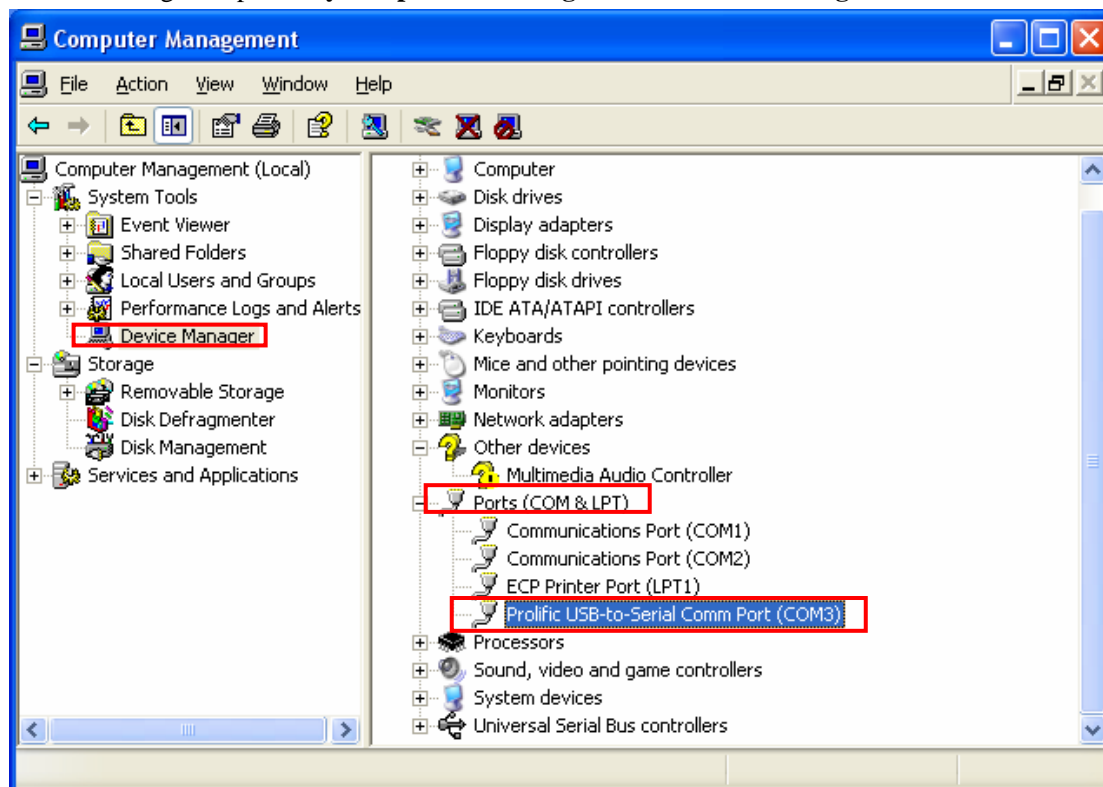 Computer Management
File Action View Window Help
Computer Management (Local)
System Tools
Event Viewer
Shared Folders
Local Users and Groups
Performance Logs and Alerts
Device Manager
Storage
Removable Storage
Disk Defragmenter
Disk Management
Services and Applications
Computer
Disk drives
Display adapters
Floppy disk controllers
Floppy disk drives
IDE ATA/ATAPI controllers
Keyboards
Mice and other pointing devices
Monitors
Network adapters
Other devices
Multimedia Audio Controller
Ports (COM & LPT)
Communications Port (COM1)
Communications Port (COM2)
ECP Printer Port (LPT1)
Prolific USB-to-Serial Comm Port (COM3)
Processors
Sound, video and game controllers
System devices
Universal Serial Bus controllers